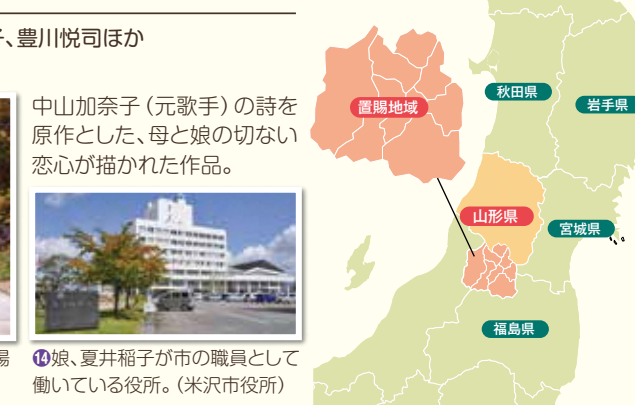 、豊川悦司ほか
中山加奈子(元歌手)の詩を
原作とした、母と娘の切ない
恋心が描かれた作品。
⓮娘、夏井稲子が市の職員として
働いている役所。(米沢市役所)
置賜地域
秋田県
岩手県
山形県
宮城県
福島県